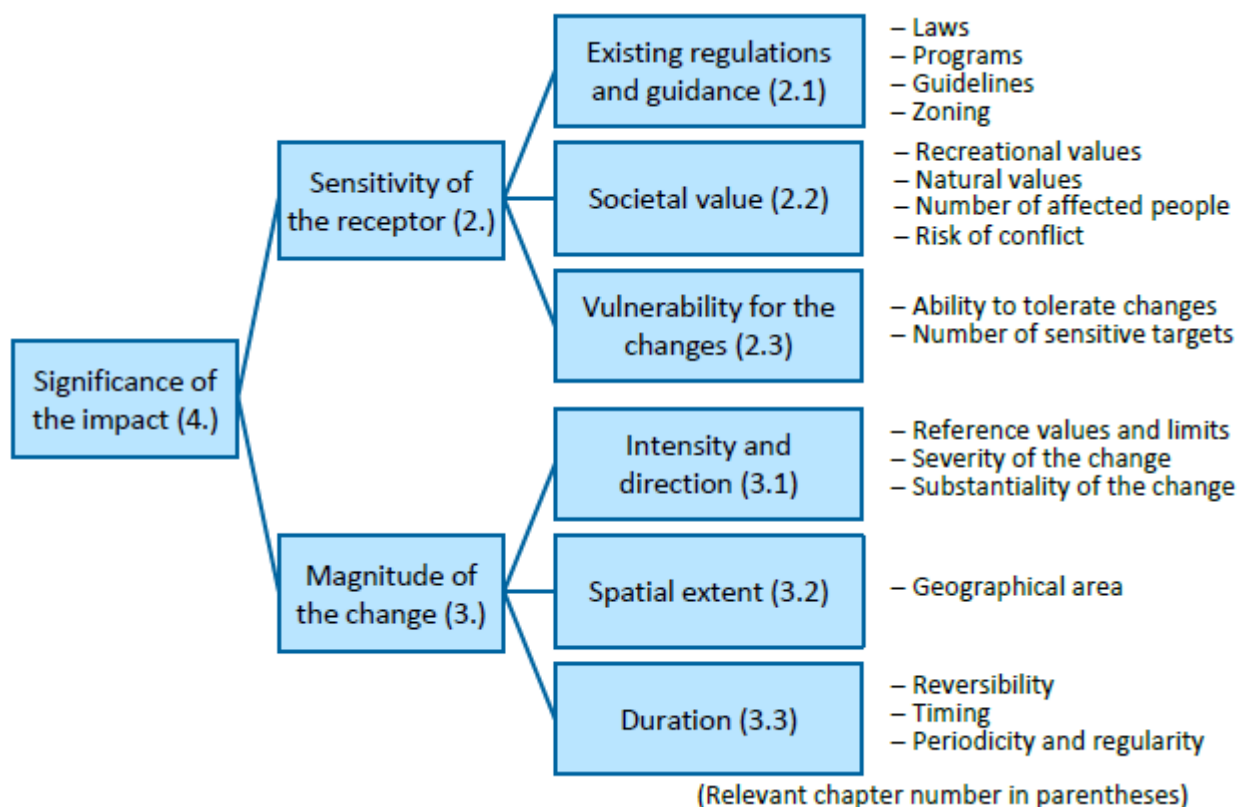 Significance of
the impact (4.)
Sensitivity of
the receptor (2.)
Existing regulations
and guidance (2.1)
– Laws
– Programs
– Guidelines
– Zoning
Societal value (2.2)
– Recreational values
– Natural values
– Number of affected people
– Risk of conflict
Vulnerability for the
changes (2.3)
– Ability to tolerate changes
– Number of sensitive targets
Magnitude of
the change (3.)
Intensity and
direction (3.1)
– Reference values and limits
– Severity of the change
– Substantiality of the change
Spatial extent (3.2)
– Geographical area
Duration (3.3)
– Reversibility
– Timing
– Periodicity and regularity
(Relevant chapter number in parentheses)